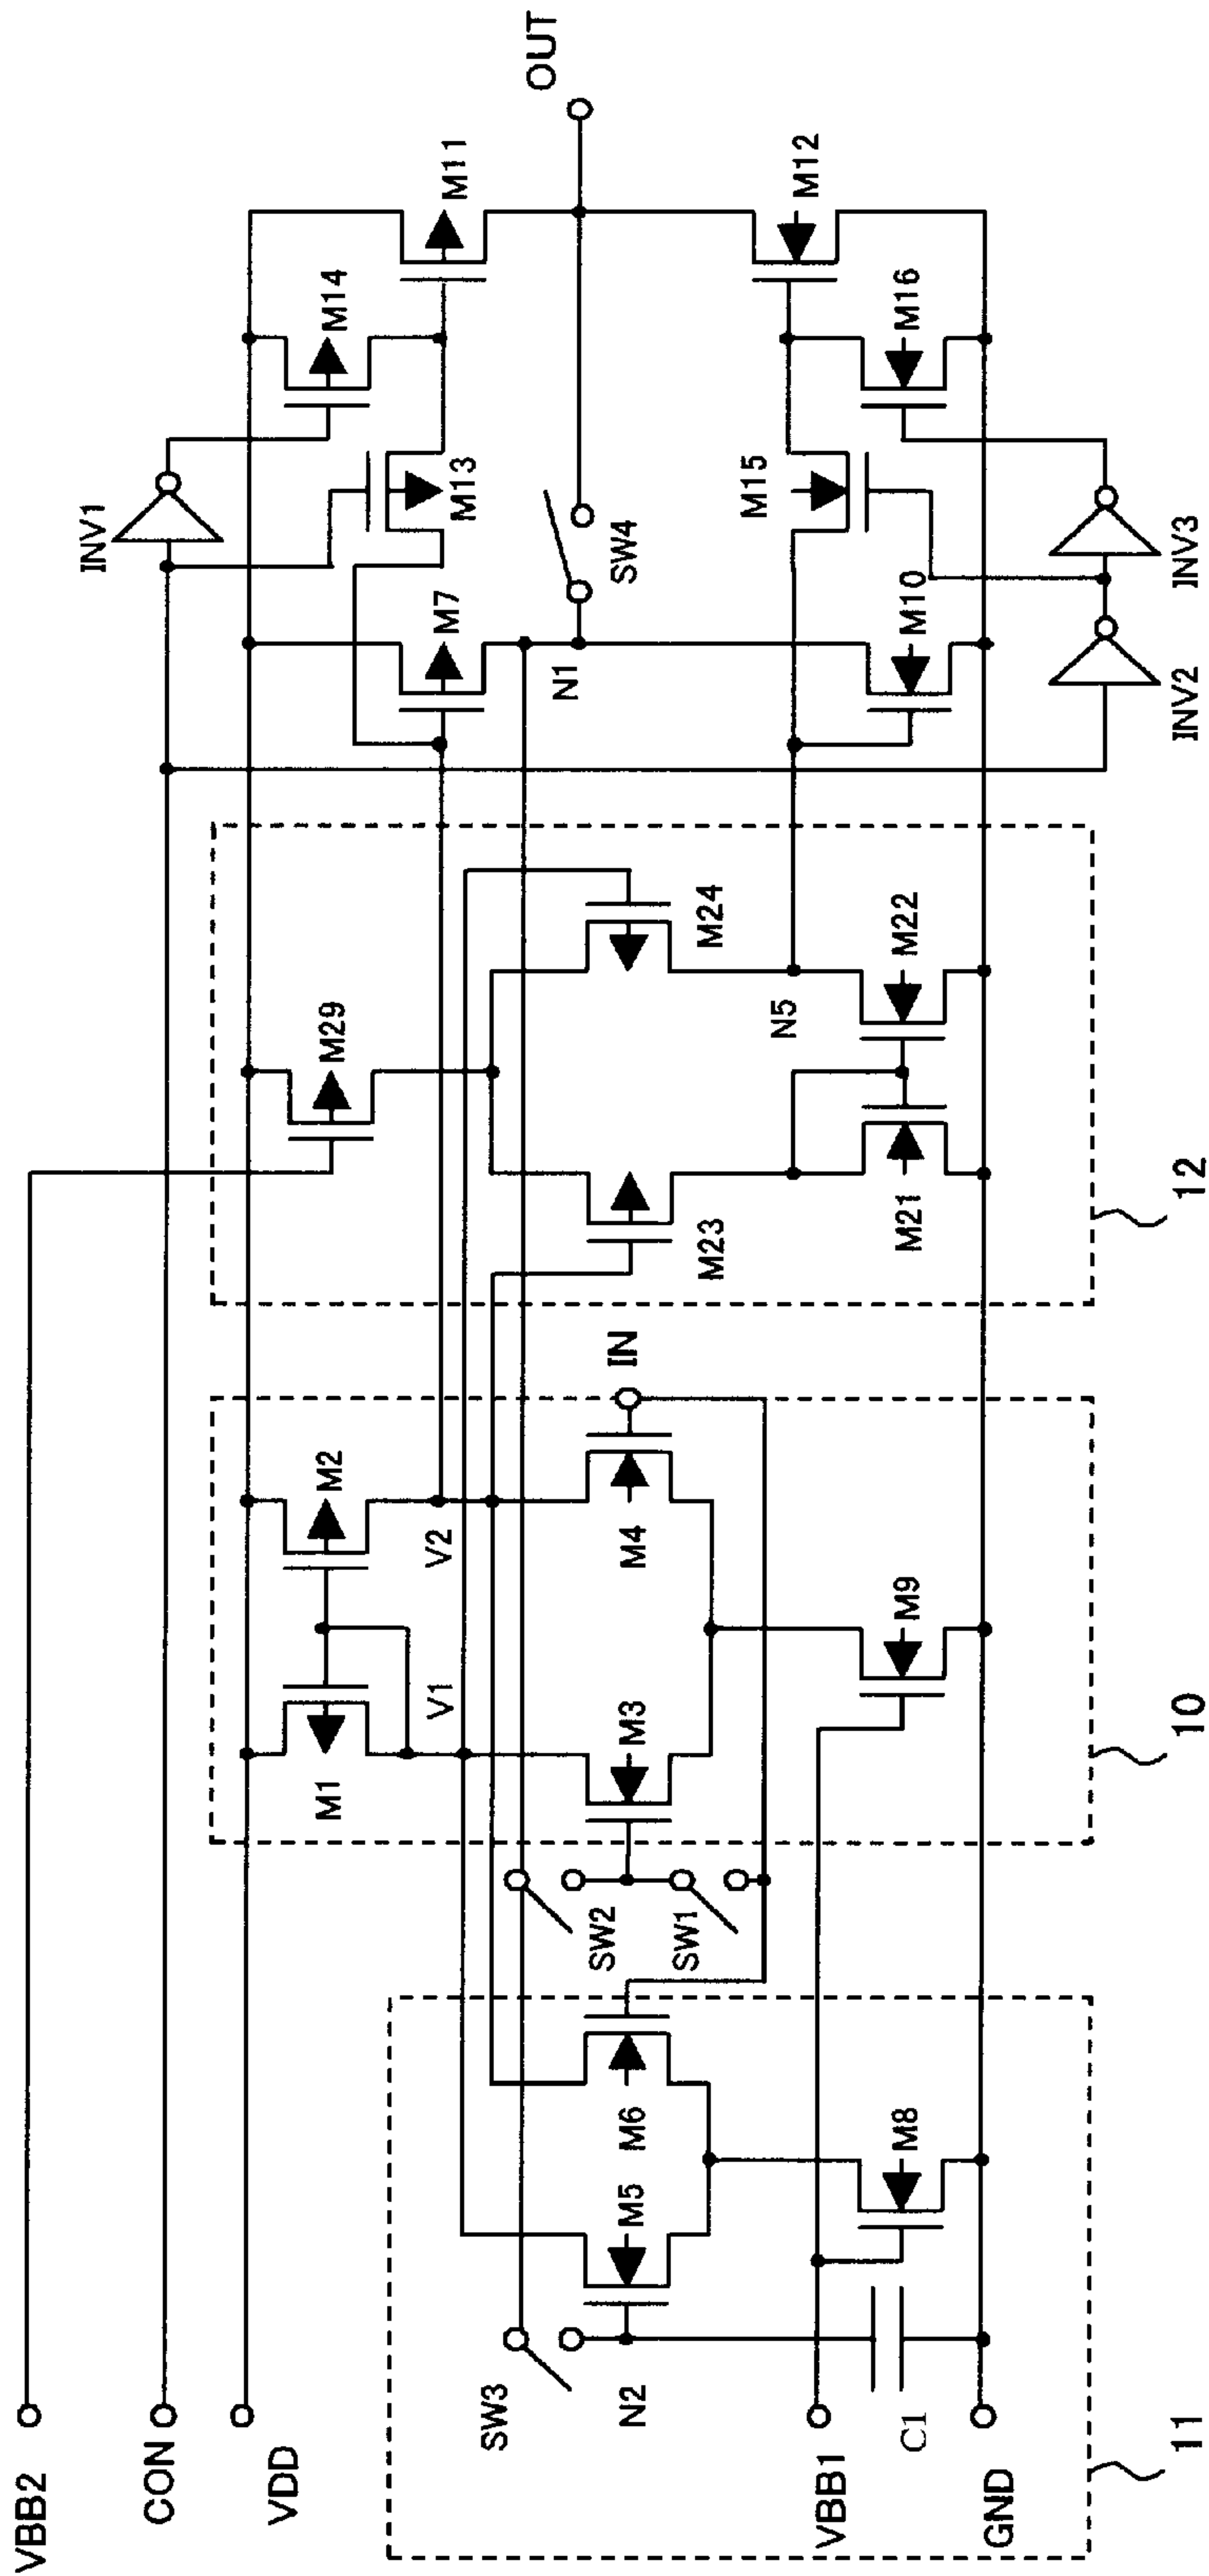 VBB2
CON
VDD
VBB1
GND
11
SW3
N2
C1
M5
M6
M8
SW2
SW1
10
M1
M2
V1
V2
M3
M4
M9
IN
12
M29
M23
M24
N5
M21
M22
INV1
M14
M13
M7
M11
N1
SW4
OUT
M15
M10
M12
M16
INV2
INV3